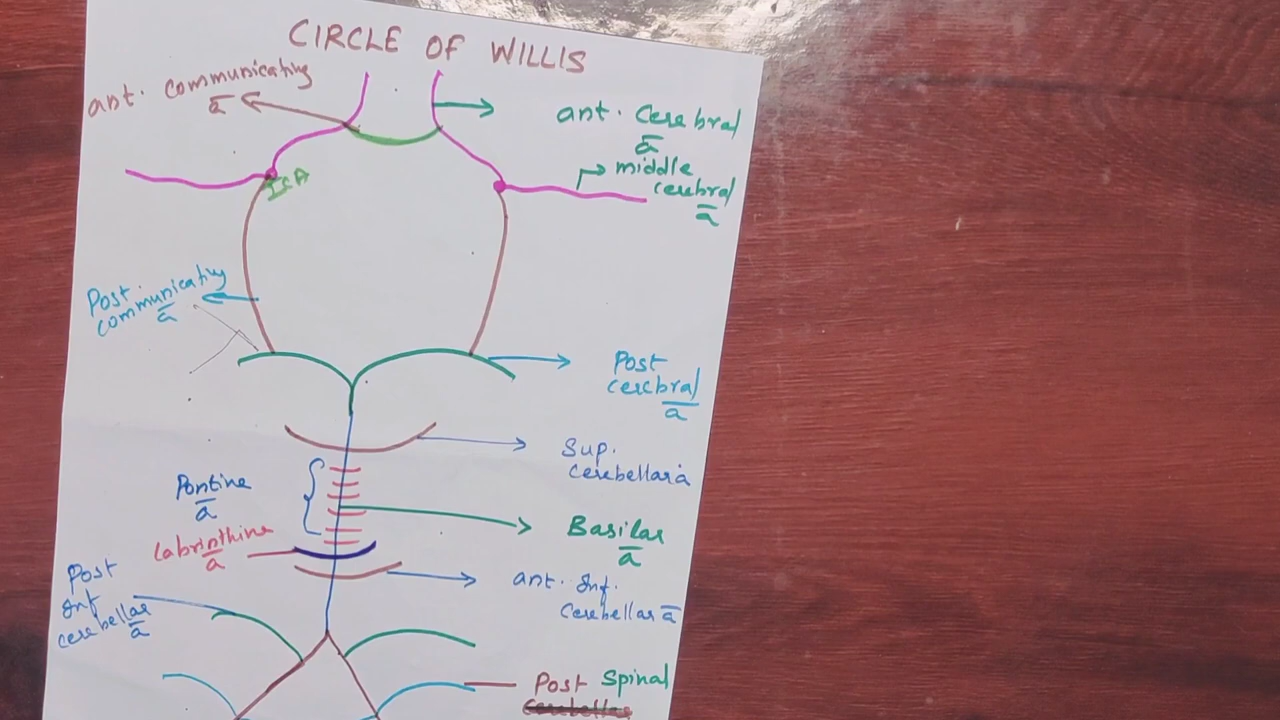 CIRCLE OF WILLIS
ant. communicating
a
ant. cerebral
a
middle
cerebral
a
ICA
Post
communicating
a
Post
cerebral
a
Sup.
Cerebellar a
Pontine
a
Basilar
a
Labrinthine
a
Post
Inf
cerebellar
a
ant. Inf.
Cerebellar a
Post Spinal
Cerebellar